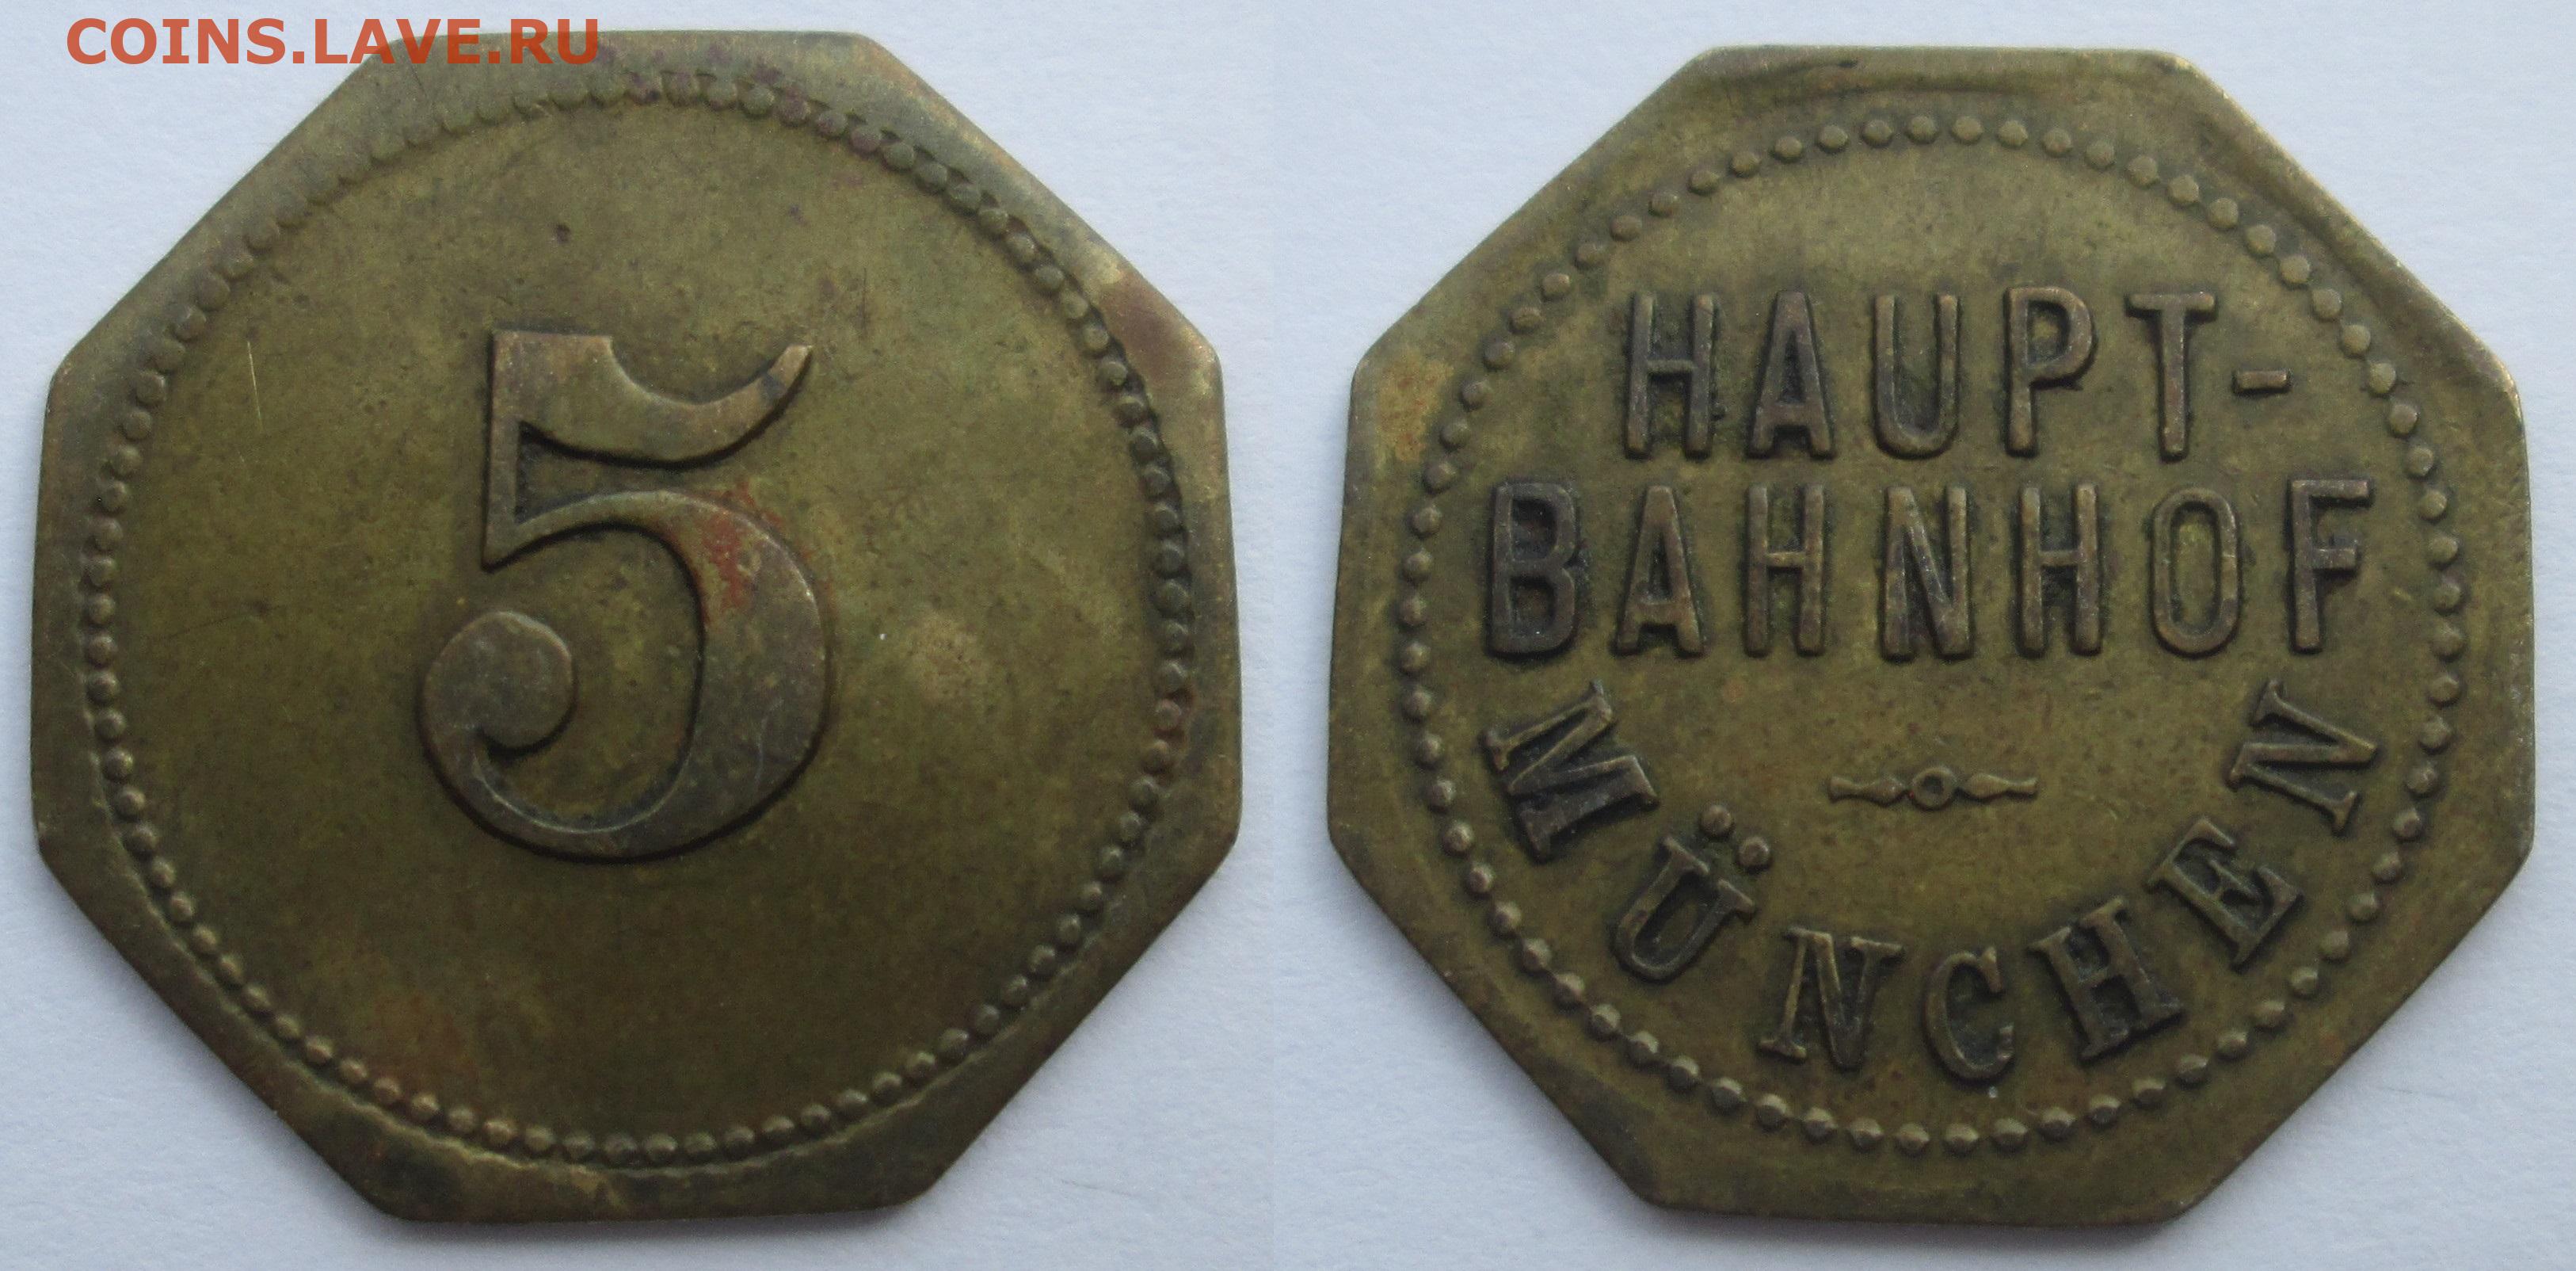 COINS.LAVE.RU
5
HAUPT-
BAHNHOF
MÜNCHEN